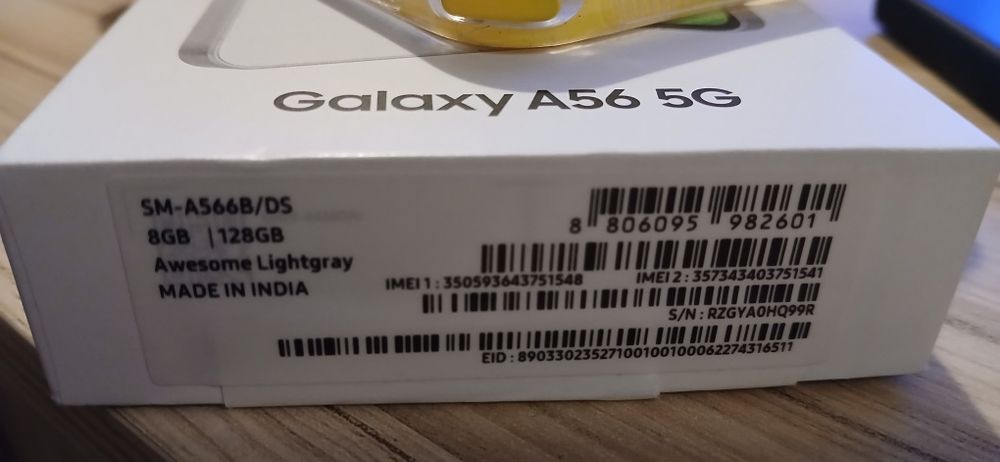 Galaxy A56 5G
SM-A566B/DS
8GB | 128GB
Awesome Lightgray
MADE IN INDIA
8 806095 982601
IMEI 1 : 350593643751548
IMEI 2 : 357343403751541
S/N : RZGYA0HQ99R
EID : 89033023527100100100062274316511